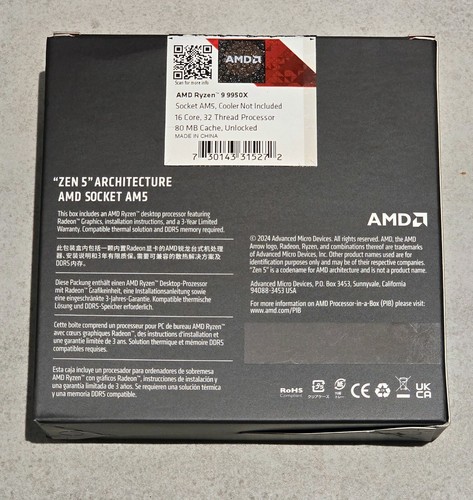 Scan for more info
AMD
AMD Ryzen™ 9 9950X
Socket AM5, Cooler Not Included
16 Core, 32 Thread Processor
80 MB Cache, Unlocked
MADE IN CHINA
7 30143 31527 2
"ZEN 5" ARCHITECTURE
AMD SOCKET AM5
This box includes an AMD Ryzen™ desktop processor featuring
Radeon™ Graphics, installation instructions, and a 3-Year Limited
Warranty. Compatible thermal solution and DDR5 memory required.
此包装盒内包括一颗内置Radeon显卡的AMD锐龙台式机处理
器、安装说明和3年有限质保。需要可兼容的散热解决方案及
DDR5内存。
Diese Packung enthält einen AMD Ryzen™ Desktop-Prozessor
mit Radeon™ Grafikeinheit, eine Installationsanleitung sowie
eine eingeschränkte 3-Jahres-Garantie. Kompatible thermische
Lösung und DDR5-Speicher erforderlich.
Cette boîte comprend un processeur pour PC de bureau AMD Ryzen™
avec cœurs graphiques Radeon™, des instructions d'installation et
une garantie limitée de 3 ans. Solution thermique et mémoire DDR5
compatibles requises.
Esta caja incluye un procesador para ordenadores de sobremesa
AMD Ryzen™ con gráficos Radeon™, instrucciones de instalación y
una garantía limitada de 3 años. Se requieren una solución térmica
y una memoria DDR5 compatibles.
AMD
© 2024 Advanced Micro Devices. All rights reserved. AMD, the AMD
Arrow logo, Radeon, Ryzen, and combinations thereof are trademarks
of Advanced Micro Devices, Inc. Other product names used are for
identification purposes only and may be of their respective companies.
"Zen 5" is a codename for AMD architecture and is not a product name.
Advanced Micro Devices, P.O. Box 3453, Sunnyvale, California
94088-3453 USA
For more information on AMD Processor-in-a-Box (PIB) please visit:
www.amd.com/PIB
RoHS
Compliant
クリアケース
CE
UK
CA